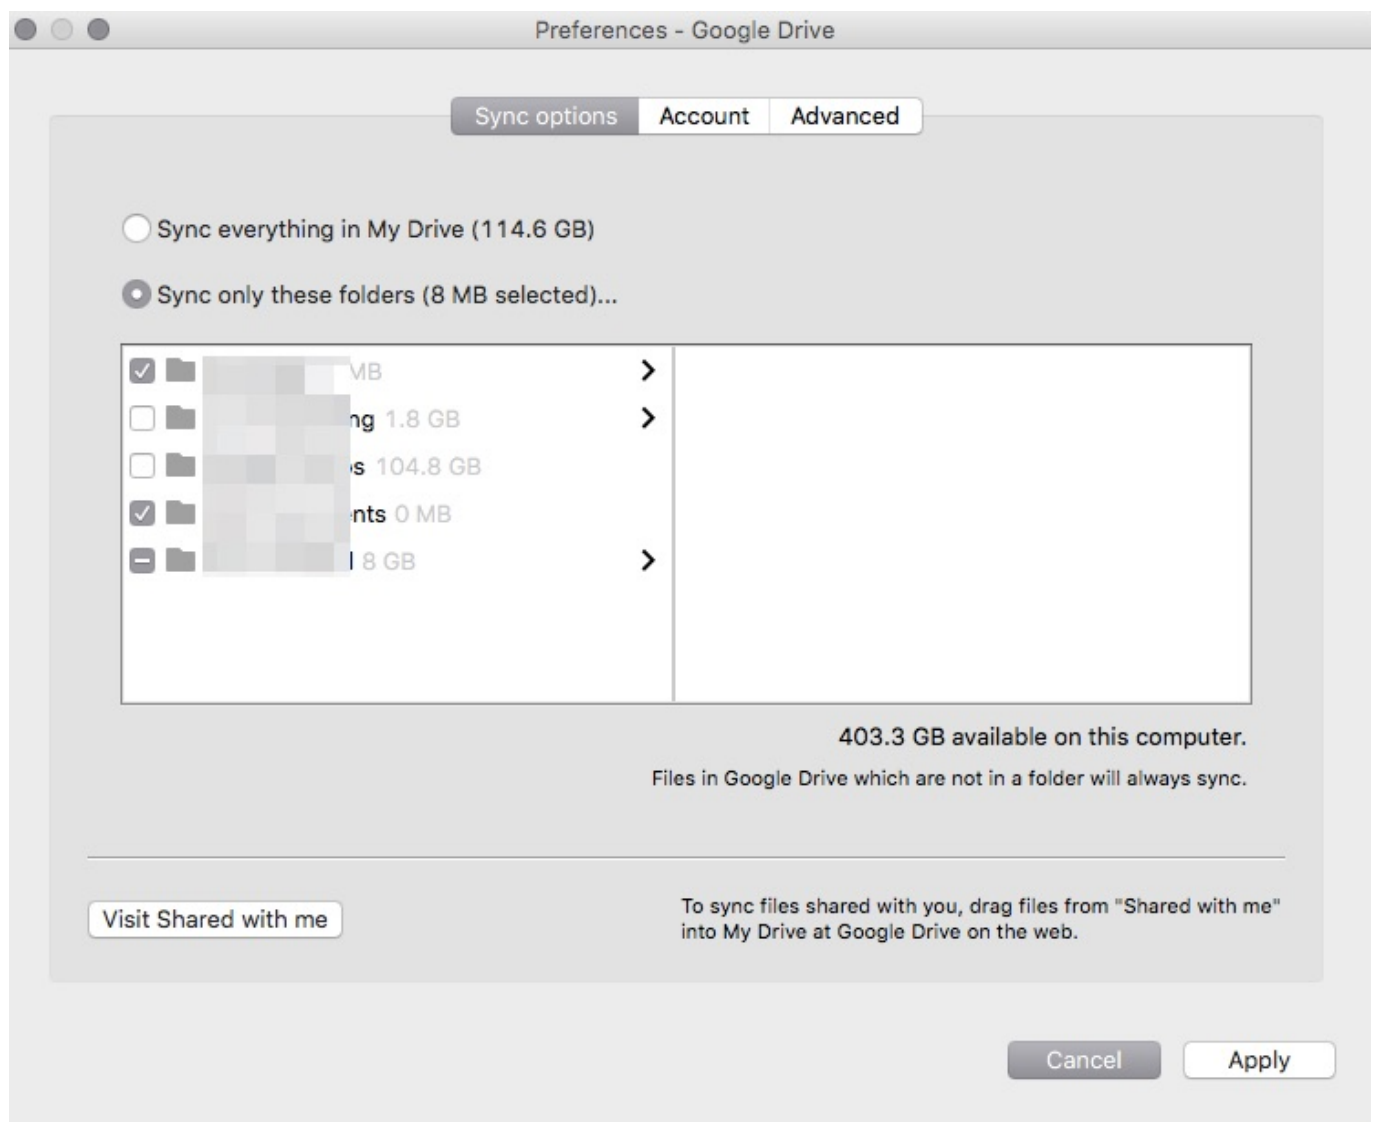 Preferences - Google Drive
Sync options Account Advanced
Sync everything in My Drive (114.6 GB)
Sync only these folders (8 MB selected)...
MB
ng 1.8 GB
s 104.8 GB
nts 0 MB
8 GB
403.3 GB available on this computer.
Files in Google Drive which are not in a folder will always sync.
Visit Shared with me
To sync files shared with you, drag files from "Shared with me"
into My Drive at Google Drive on the web.
Cancel Apply